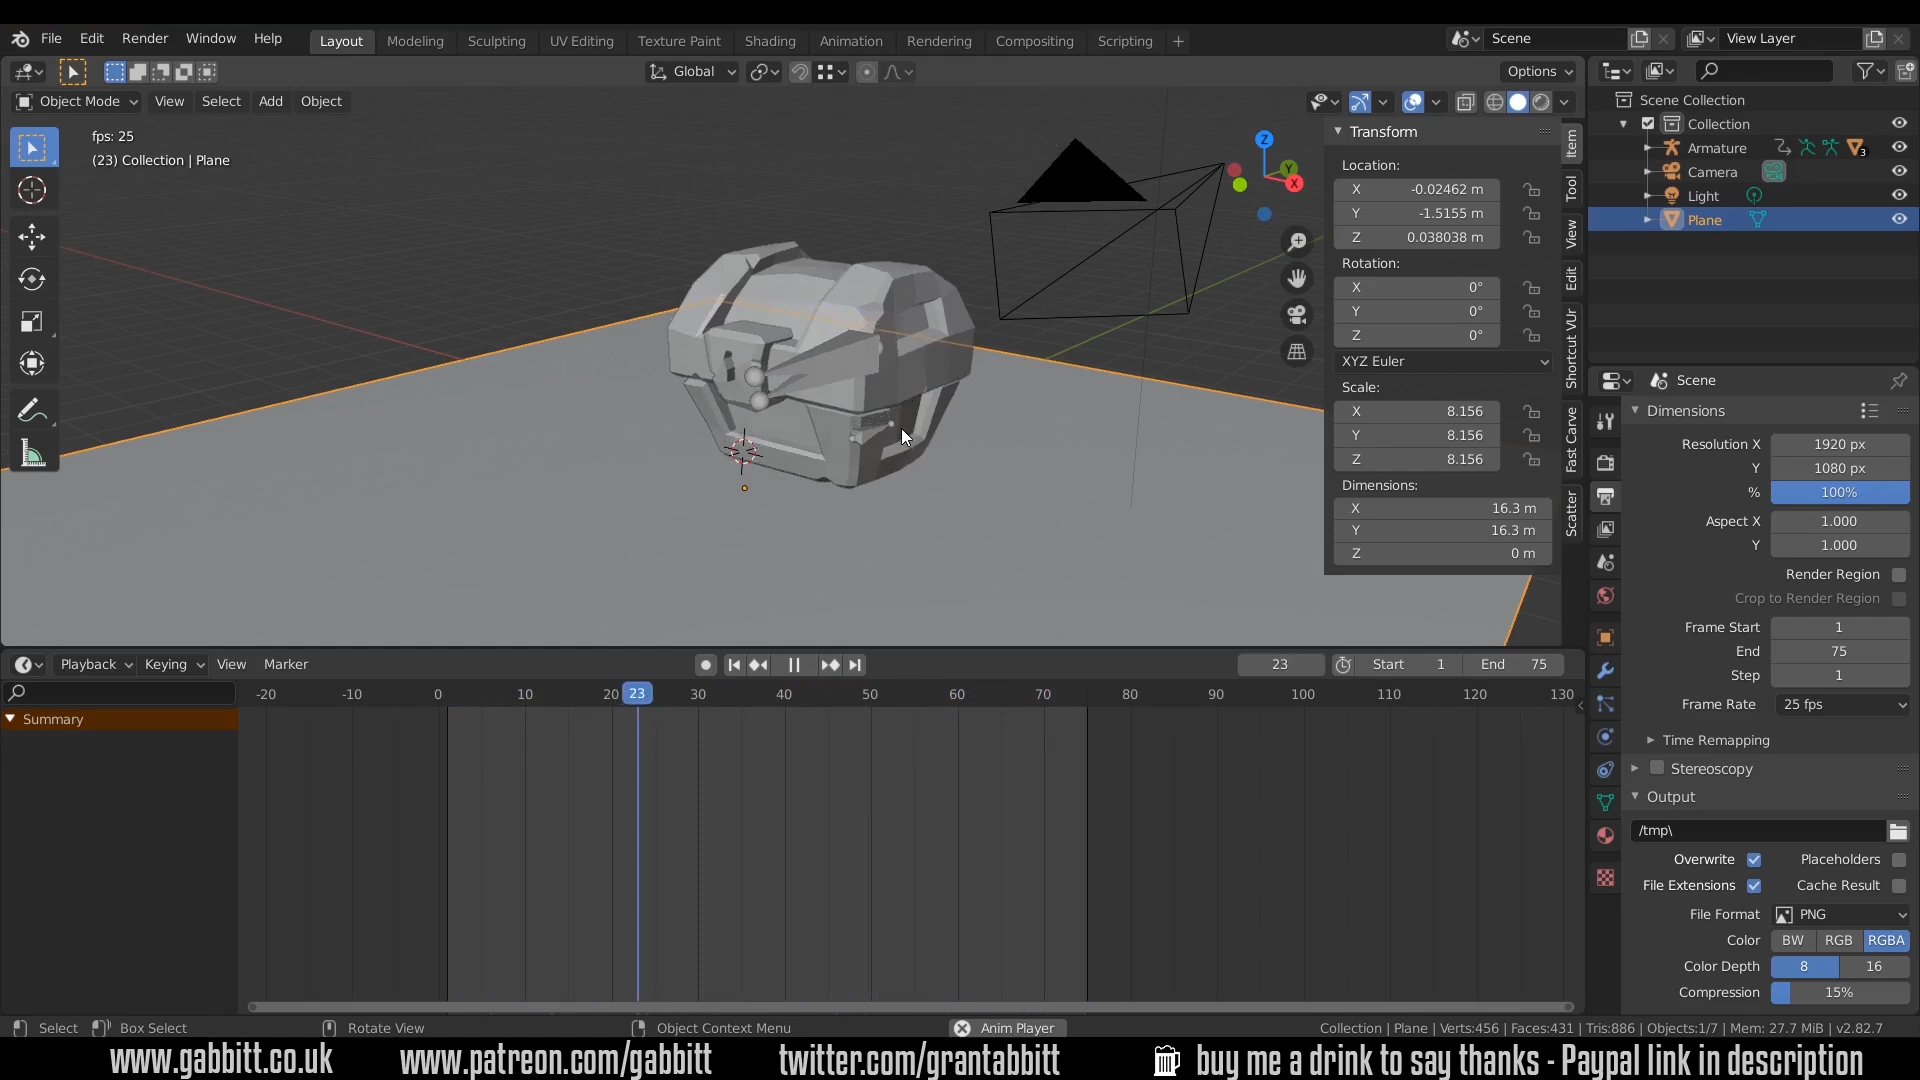 File Edit Render Window Help Layout Modeling Sculpting UV Editing Texture Paint Shading Animation Rendering Compositing Scripting + Scene View Layer
Global Options
Object Mode View Select Add Object
fps: 25
(23) Collection | Plane
Z
Y
X
Transform
Location:
X -0.02462 m
Y -1.5155 m
Z 0.038038 m
Rotation:
X 0°
Y 0°
Z 0°
XYZ Euler
Scale:
X 8.156
Y 8.156
Z 8.156
Dimensions:
X 16.3 m
Y 16.3 m
Z 0 m
Item
Tool
View
Edit
Shortcut VUr
Fast Carve
Scatter
Scene Collection
Collection
Armature 3
Camera
Light
Plane
Scene
Dimensions
Resolution X 1920 px
Y 1080 px
% 100%
Aspect X 1.000
Y 1.000
Render Region
Crop to Render Region
Frame Start 1
End 75
Step 1
Frame Rate 25 fps
Time Remapping
Stereoscopy
Output
/tmp\
Overwrite Placeholders
File Extensions Cache Result
File Format PNG
Color BW RGB RGBA
Color Depth 8 16
Compression 15%
Playback Keying View Marker 23 Start 1 End 75
-20 -10 0 10 20 23 30 40 50 60 70 80 90 100 110 120 130
Summary
Select Box Select Rotate View Object Context Menu Anim Player Collection | Plane | Verts:456 | Faces:431 | Tris:886 | Objects:1/7 | Mem: 27.7 MiB | v2.82.7
www.gabbitt.co.uk www.patreon.com/gabbitt twitter.com/grantabbitt buy me a drink to say thanks - Paypal link in description